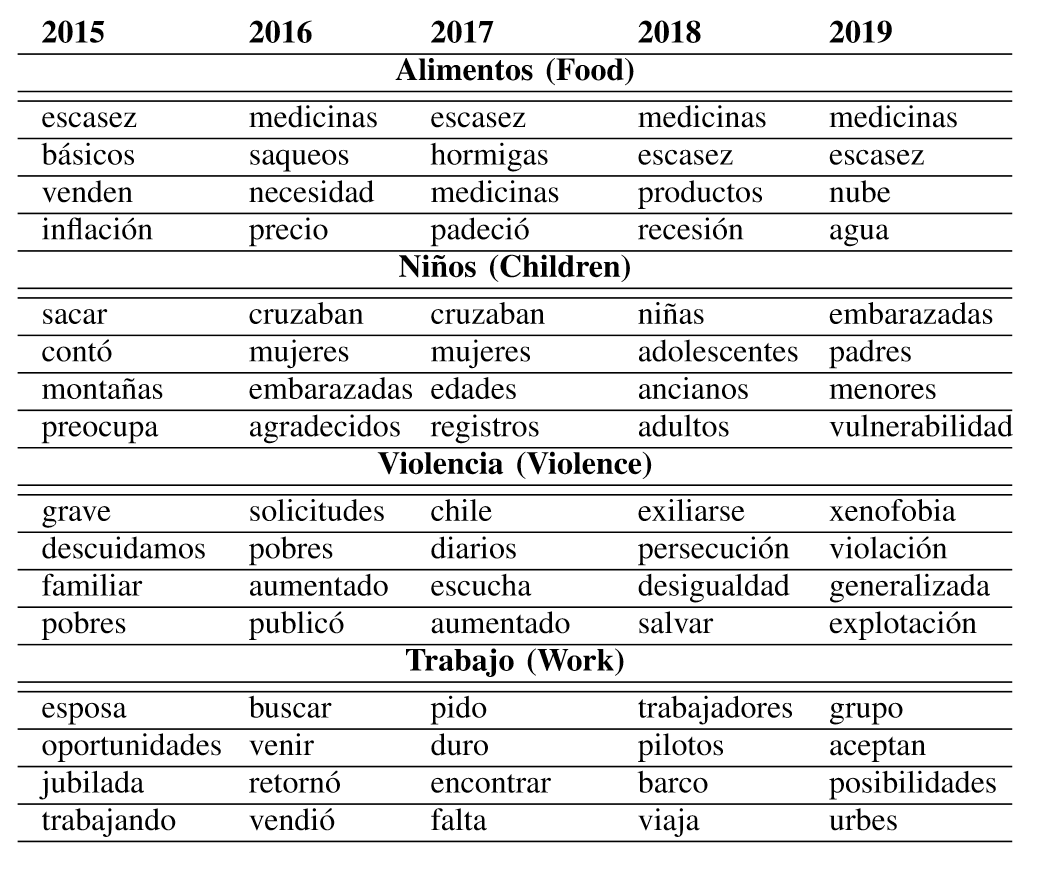 2015 2016 2017 2018 2019
Alimentos (Food)
escasez medicinas escasez medicinas medicinas
básicos saqueos hormigas escasez escasez
venden necesidad medicinas productos nube
inflación precio padeció recesión agua
Niños (Children)
sacar cruzaban cruzaban niñas embarazadas
contó mujeres mujeres adolescentes padres
montañas embarazadas edades ancianos menores
preocupa agradecidos registros adultos vulnerabilidad
Violencia (Violence)
grave solicitudes chile exiliarse xenofobia
descuidamos pobres diarios persecución violación
familiar aumentado escucha desigualdad generalizada
pobres publicó aumentado salvar explotación
Trabajo (Work)
esposa buscar pido trabajadores grupo
oportunidades venir duro pilotos aceptan
jubilada retornó encontrar barco posibilidades
trabajando vendió falta viaja urbes